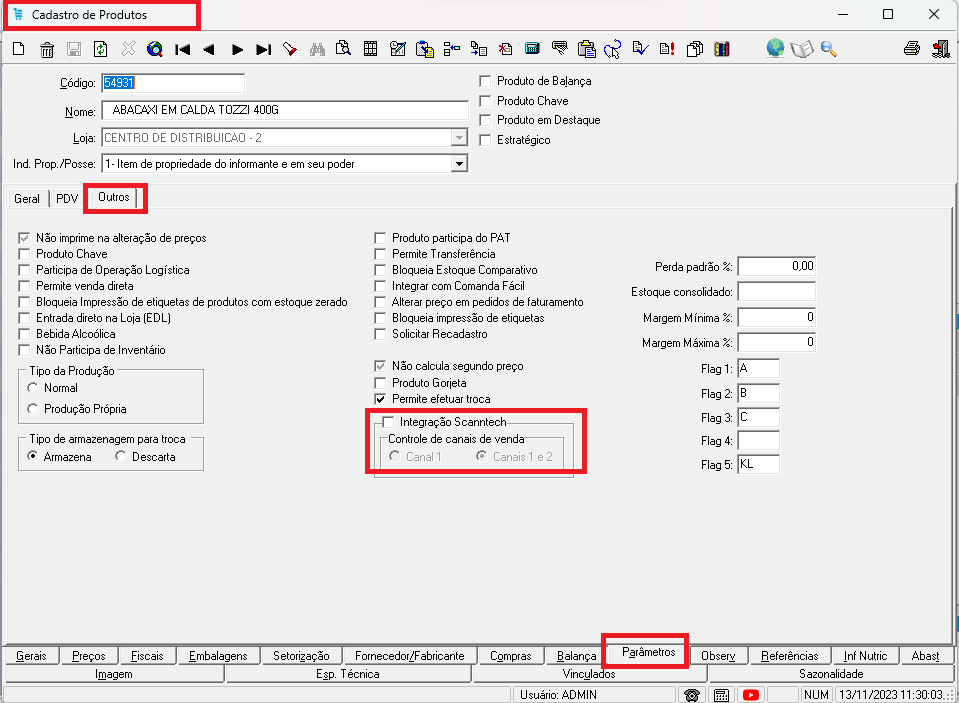 Cadastro de Produtos
Código: 54931
Nome: ABACAXI EM CALDA TOZZI 400G
Loja: CENTRO DE DISTRIBUICAO - 2
Ind. Prop./Posse: 1- Item de propriedade do informante e em seu poder
Produto de Balança
Produto Chave
Produto em Destaque
Estratégico
Geral PDV Outros
Não imprime na alteração de preços
Produto Chave
Participa de Operação Logística
Permite venda direta
Bloqueia Impressão de etiquetas de produtos com estoque zerado
Entrada direto na Loja (EDL)
Bebida Alcoólica
Não Participa de Inventário
Tipo da Produção
Normal
Produção Própria
Tipo de armazenagem para troca
Armazena Descarta
Produto participa do PAT
Permite Transferência
Bloqueia Estoque Comparativo
Integrar com Comanda Fácil
Alterar preço em pedidos de faturamento
Bloqueia impressão de etiquetas
Solicitar Recadastro
Não calcula segundo preço
Produto Gorjeta
Permite efetuar troca
Integração Scanntech
Controle de canais de venda
Canal 1 Canais 1 e 2
Perda padrão %: 0,00
Estoque consolidado:
Margem Mínima %: 0
Margem Máxima %: 0
Flag 1: A
Flag 2: B
Flag 3: C
Flag 4:
Flag 5: KL
Gerais Preços Fiscais Embalagens Setorização Fornecedor/Fabricante Compras Balança Parâmetros Observ Referências Inf Nutric Abast
Imagem Esp. Técnica Vinculados Sazonalidade
Usuário: ADMIN NUM 13/11/2023 11:30:03